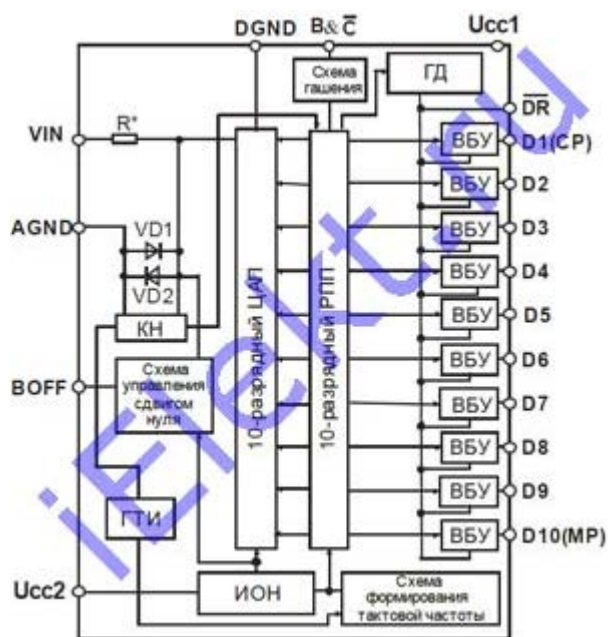 DGND
B&C̅
Ucc1
Схема
гашения
ГД
D̅R̅
VIN
R*
ВБУ
D1(CP)
ВБУ
D2
AGND
VD1
ВБУ
D3
VD2
ВБУ
D4
КН
10-разрядный ЦАП
10-разрядный РПП
ВБУ
D5
BOFF
Схема
управления
сдвигом
нуля
ВБУ
D6
ВБУ
D7
ВБУ
D8
ГТИ
ВБУ
D9
ВБУ
D10(MP)
Ucc2
ИОН
Схема
формирования
тактовой частоты
iElekt.ru